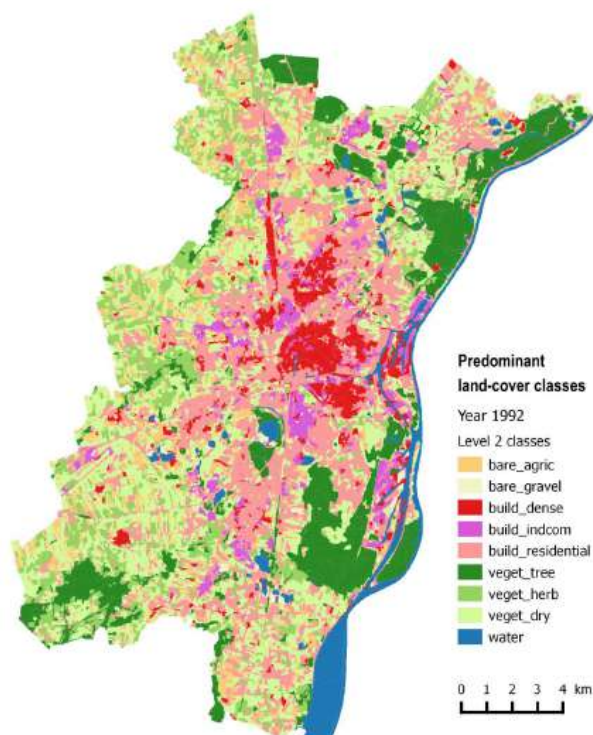 Predominant
land-cover classes
Year 1992
Level 2 classes
bare_agric
bare_gravel
build_dense
build_indcom
build_residential
veget_tree
veget_herb
veget_dry
water
0 1 2 3 4 km